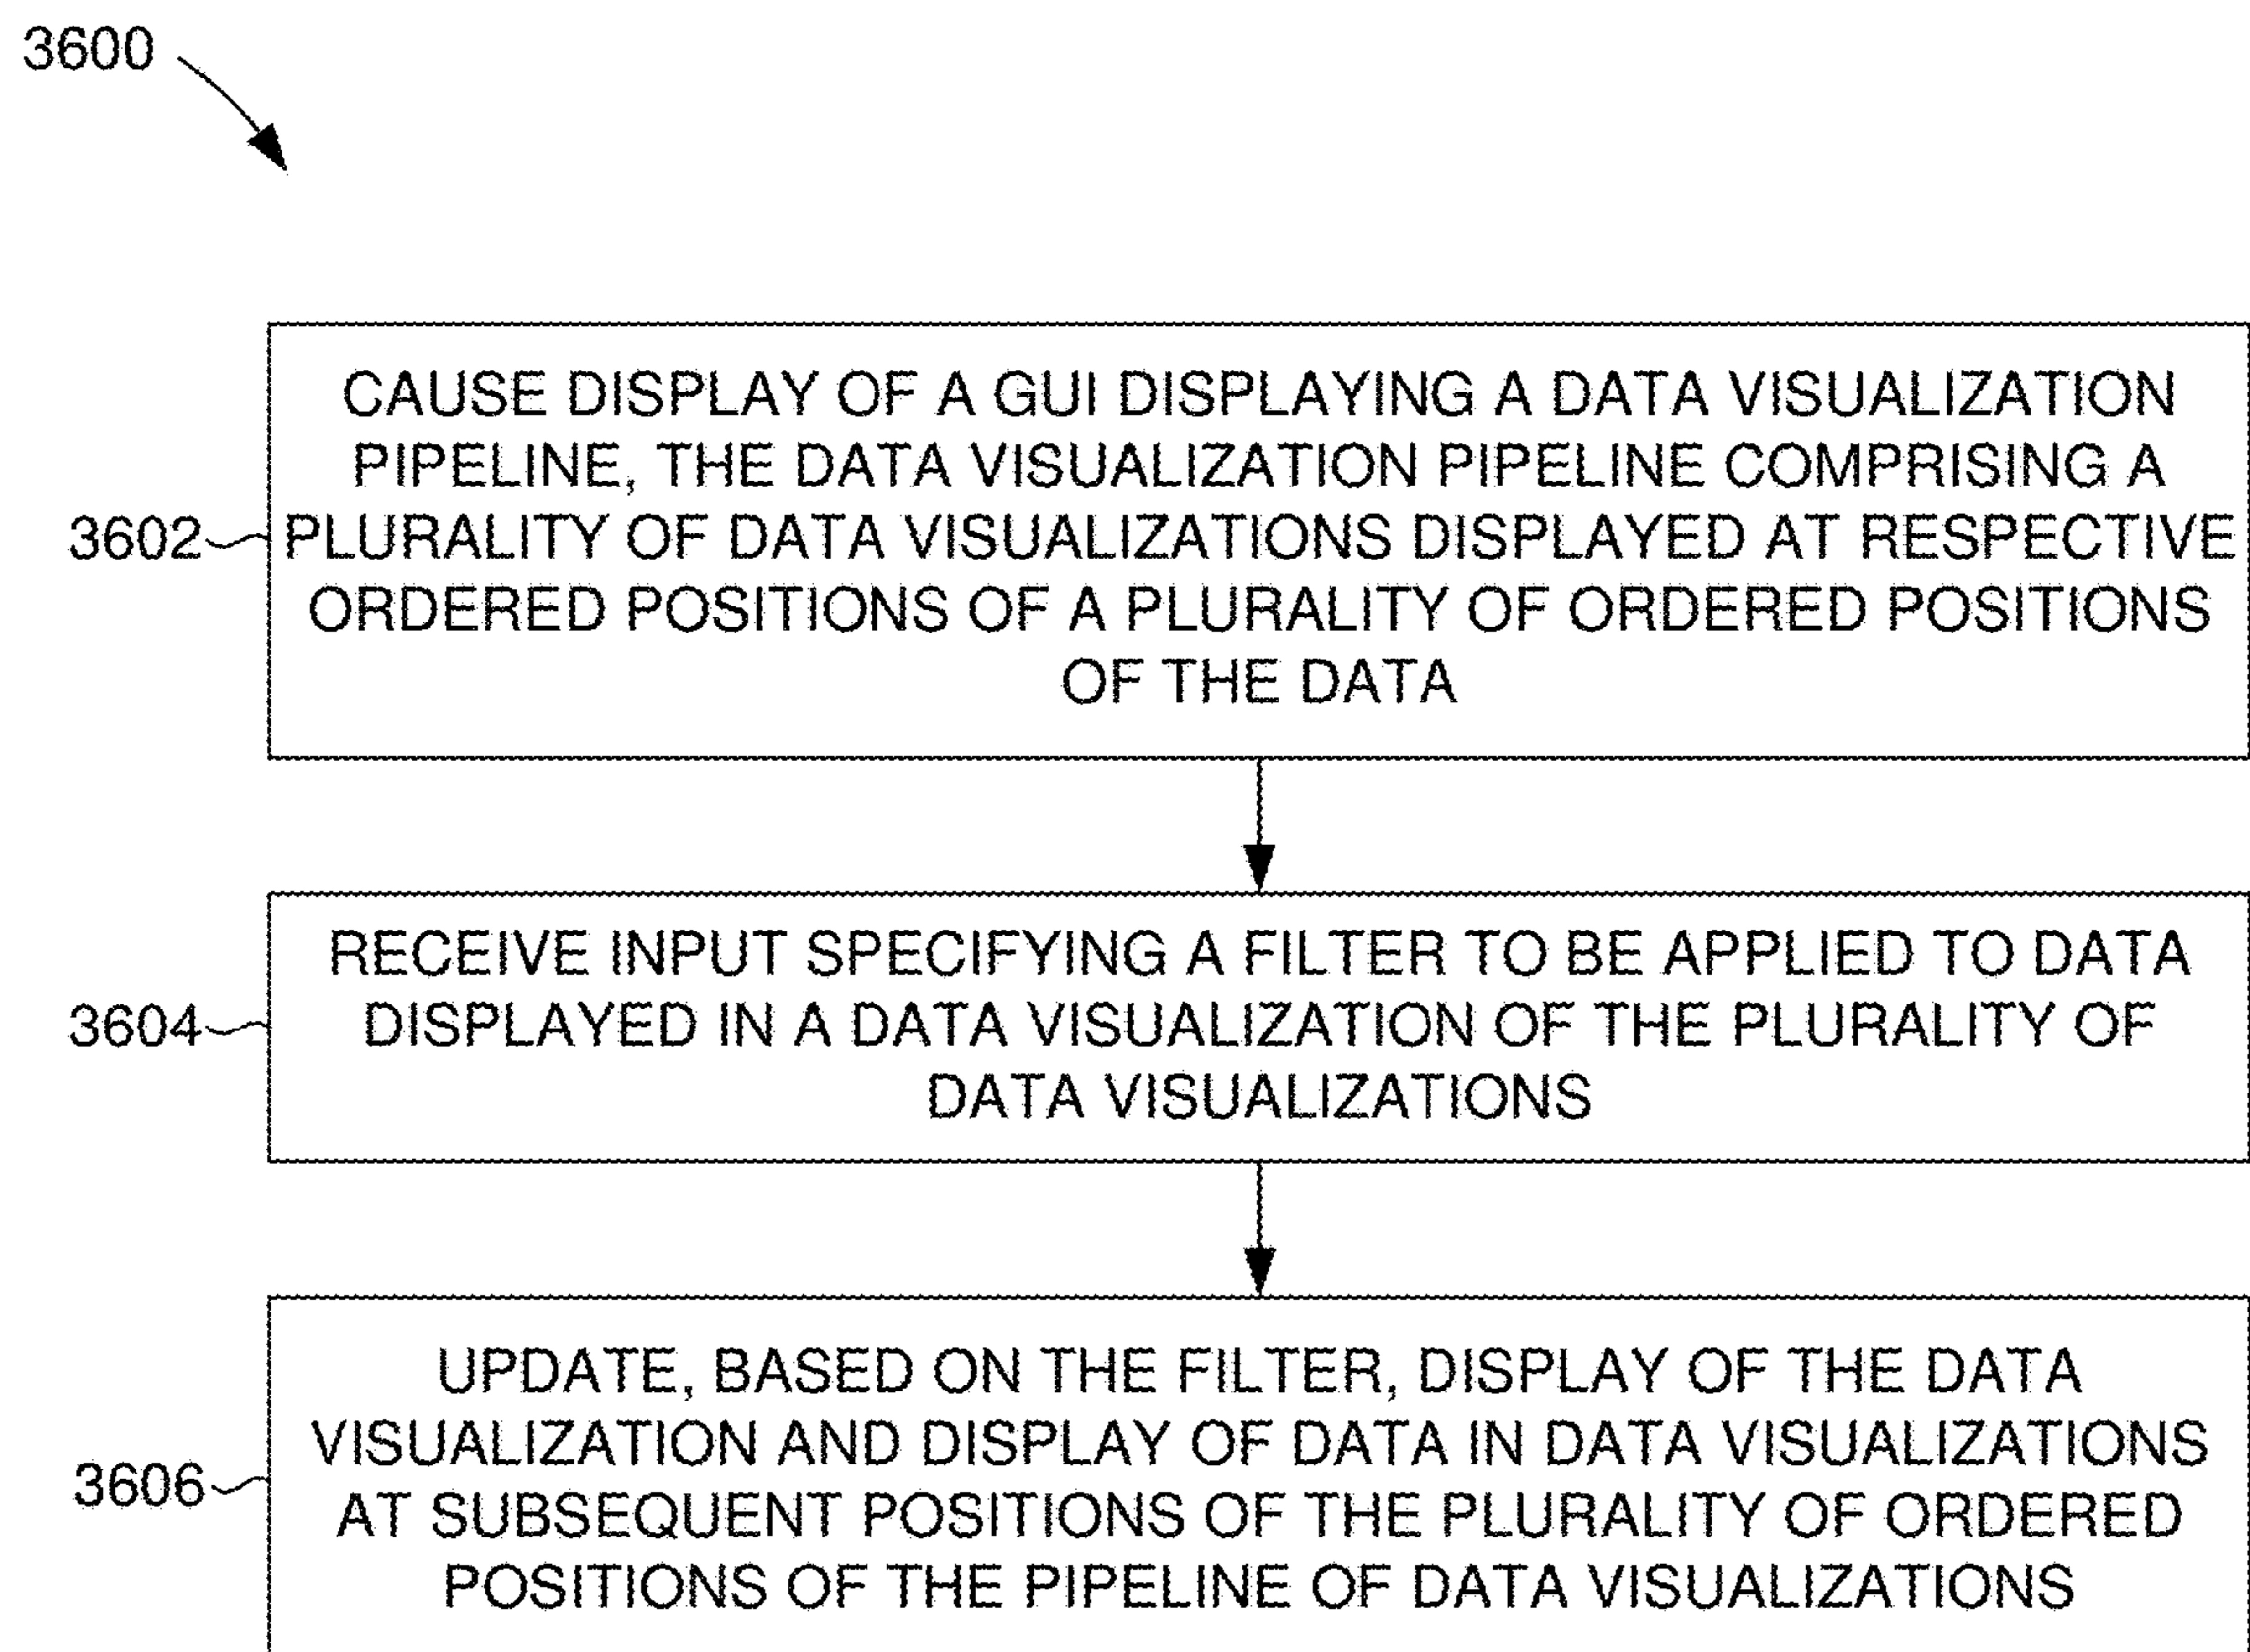 3600
CAUSE DISPLAY OF A GUI DISPLAYING A DATA VISUALIZATION
PIPELINE, THE DATA VISUALIZATION PIPELINE COMPRISING A
3602 PLURALITY OF DATA VISUALIZATIONS DISPLAYED AT RESPECTIVE
ORDERED POSITIONS OF A PLURALITY OF ORDERED POSITIONS
OF THE DATA
RECEIVE INPUT SPECIFYING A FILTER TO BE APPLIED TO DATA
3604 DISPLAYED IN A DATA VISUALIZATION OF THE PLURALITY OF
DATA VISUALIZATIONS
UPDATE, BASED ON THE FILTER, DISPLAY OF THE DATA
VISUALIZATION AND DISPLAY OF DATA IN DATA VISUALIZATIONS
3606 AT SUBSEQUENT POSITIONS OF THE PLURALITY OF ORDERED
POSITIONS OF THE PIPELINE OF DATA VISUALIZATIONS